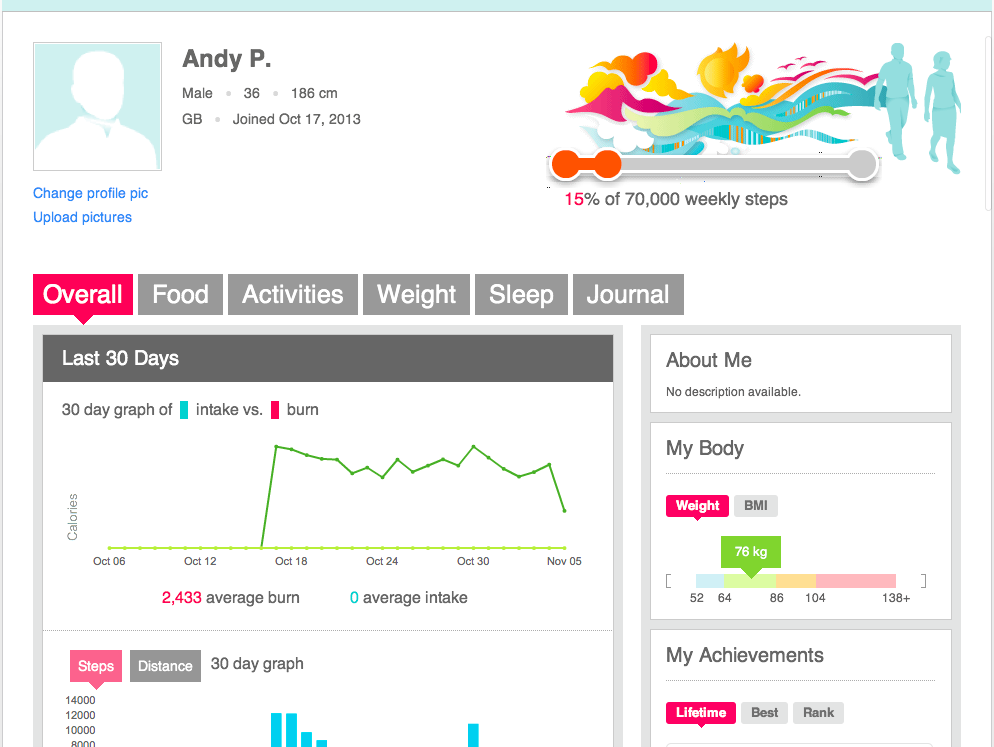 Andy P.
Male 36 186 cm
GB Joined Oct 17, 2013
Change profile pic
Upload pictures
15% of 70,000 weekly steps
Overall Food Activities Weight Sleep Journal
Last 30 Days
30 day graph of intake vs. burn
Calories
Oct 06 Oct 12 Oct 18 Oct 24 Oct 30 Nov 05
2,433 average burn 0 average intake
Steps Distance 30 day graph
14000
12000
10000
8000
About Me
No description available.
My Body
Weight BMI
76 kg
52 64 86 104 138+
My Achievements
Lifetime Best Rank